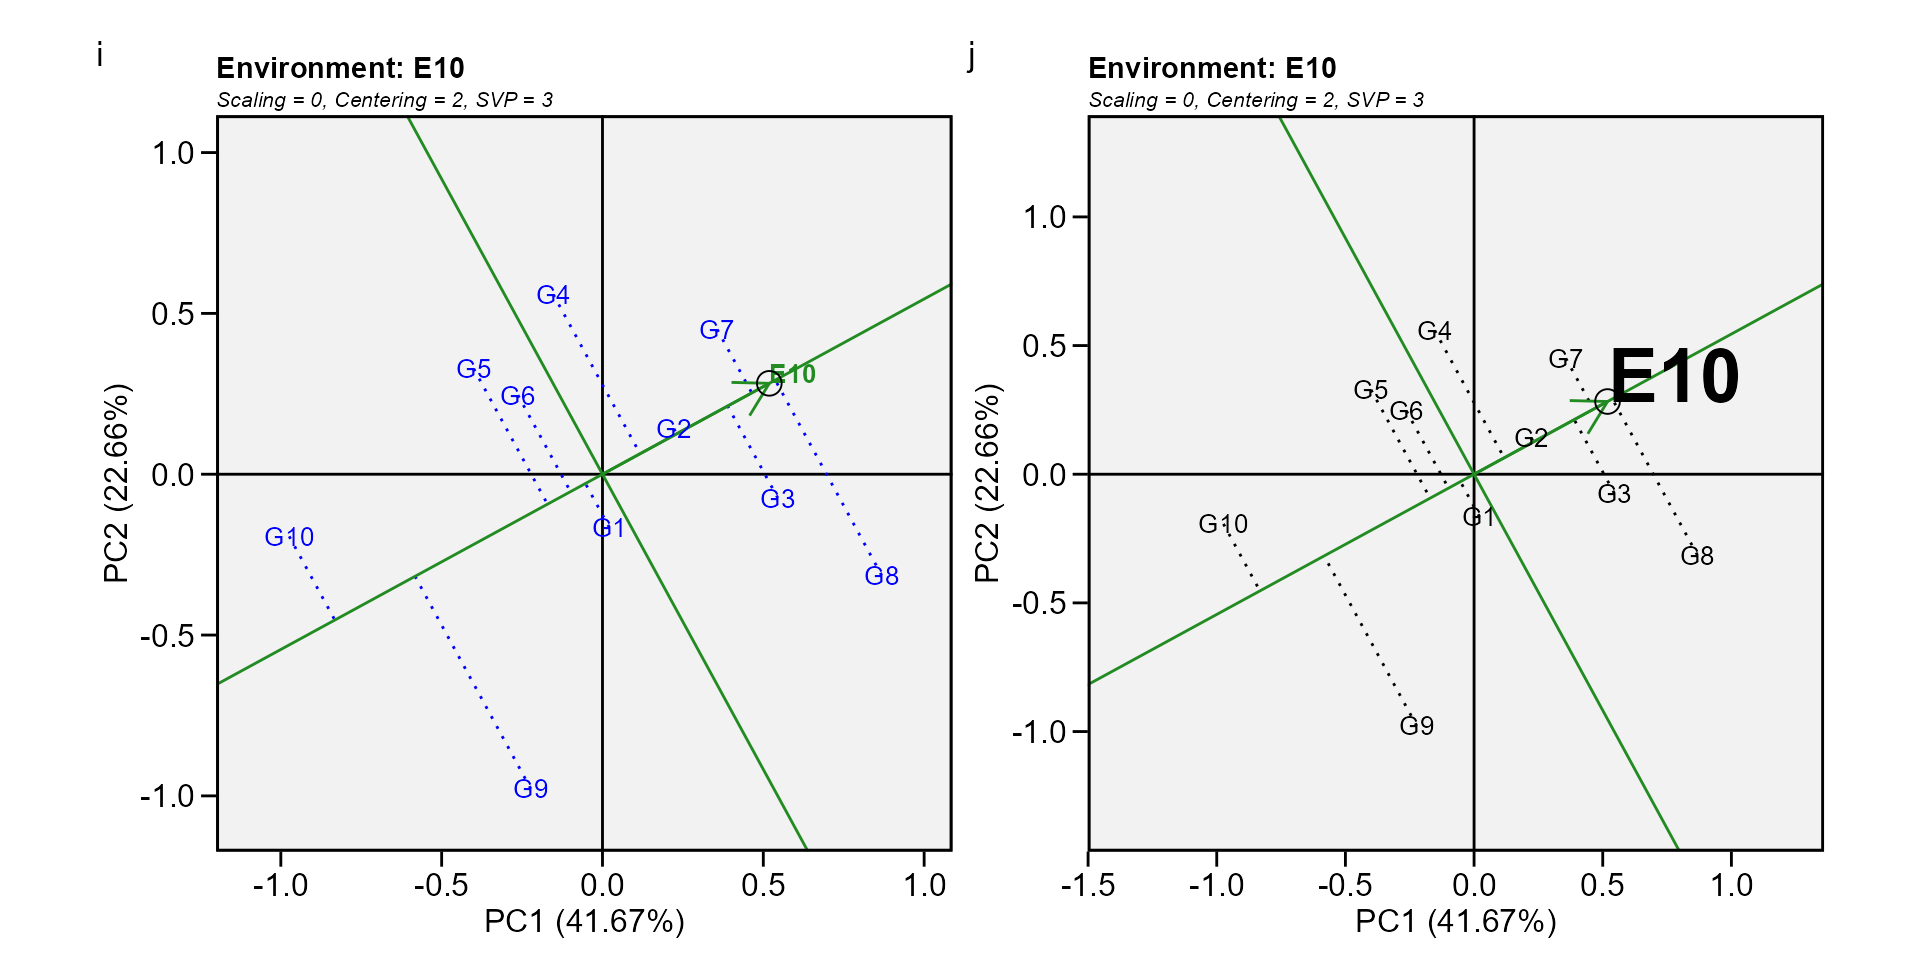 i
Environment: E10
Scaling = 0, Centering = 2, SVP = 3
1.0
0.5
0.0
-0.5
-1.0
PC2 (22.66%)
G4
G7
G5
E10
G6
G2
G3
G1
G10
G8
G9
-1.0 -0.5 0.0 0.5 1.0
PC1 (41.67%)
j
Environment: E10
Scaling = 0, Centering = 2, SVP = 3
1.0
0.5
0.0
-0.5
-1.0
PC2 (22.66%)
G4
G7
E10
G5
G6
G2
G3
G1
G10
G8
G9
-1.5 -1.0 -0.5 0.0 0.5 1.0
PC1 (41.67%)